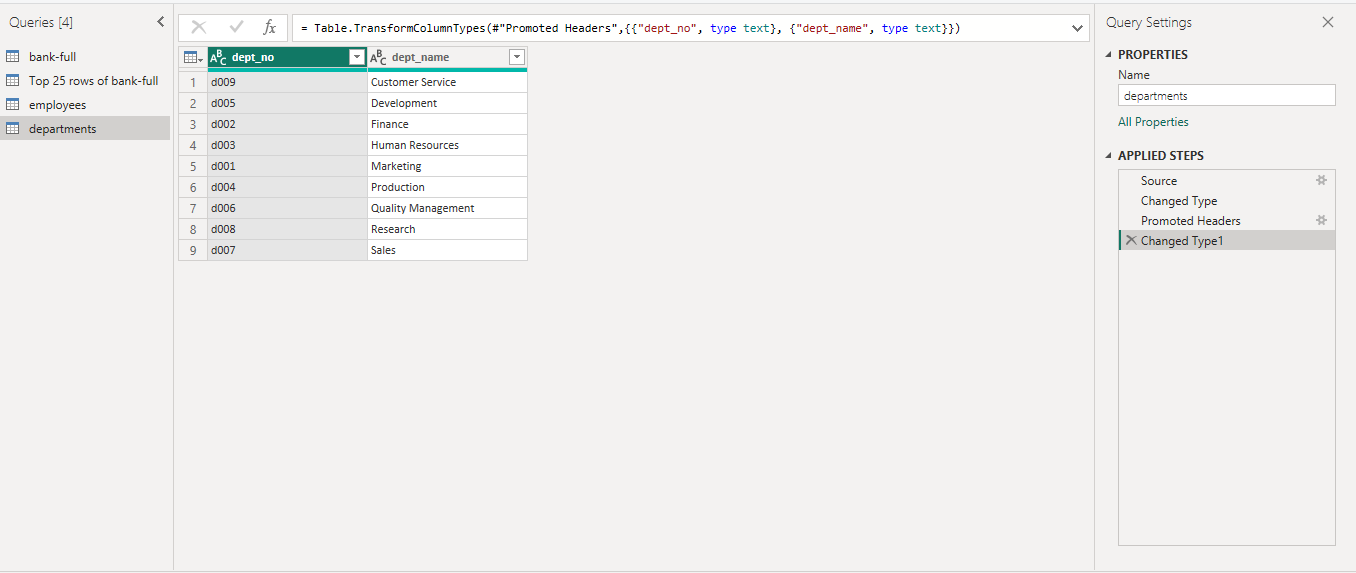 Queries [4]
bank-full
Top 25 rows of bank-full
employees
departments
fx
= Table.TransformColumnTypes(#"Promoted Headers",{{"dept_no", type text}, {"dept_name", type text}})
ABC dept_no ABC dept_name
1 d009 Customer Service
2 d005 Development
3 d002 Finance
4 d003 Human Resources
5 d001 Marketing
6 d004 Production
7 d006 Quality Management
8 d008 Research
9 d007 Sales
Query Settings
PROPERTIES
Name
departments
All Properties
APPLIED STEPS
Source
Changed Type
Promoted Headers
Changed Type1